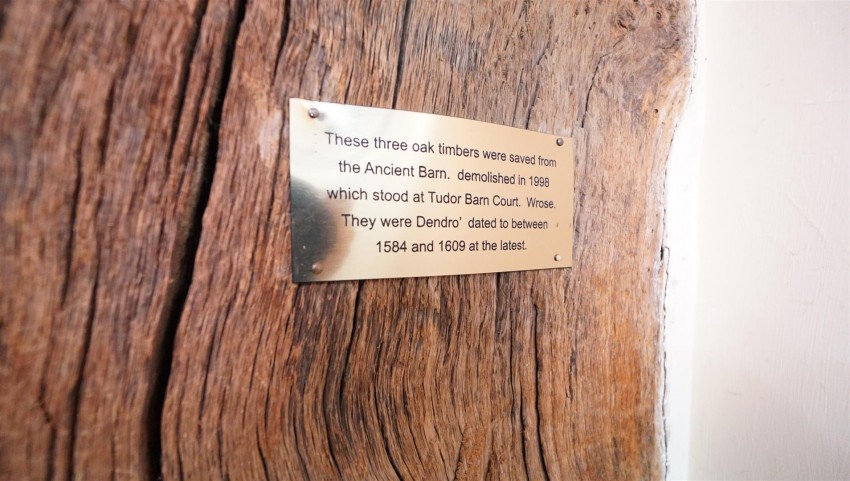 These three oak timbers were saved from
the Ancient Barn. demolished in 1998
which stood at Tudor Barn Court. Wrose.
They were Dendro' dated to between
1584 and 1609 at the latest.